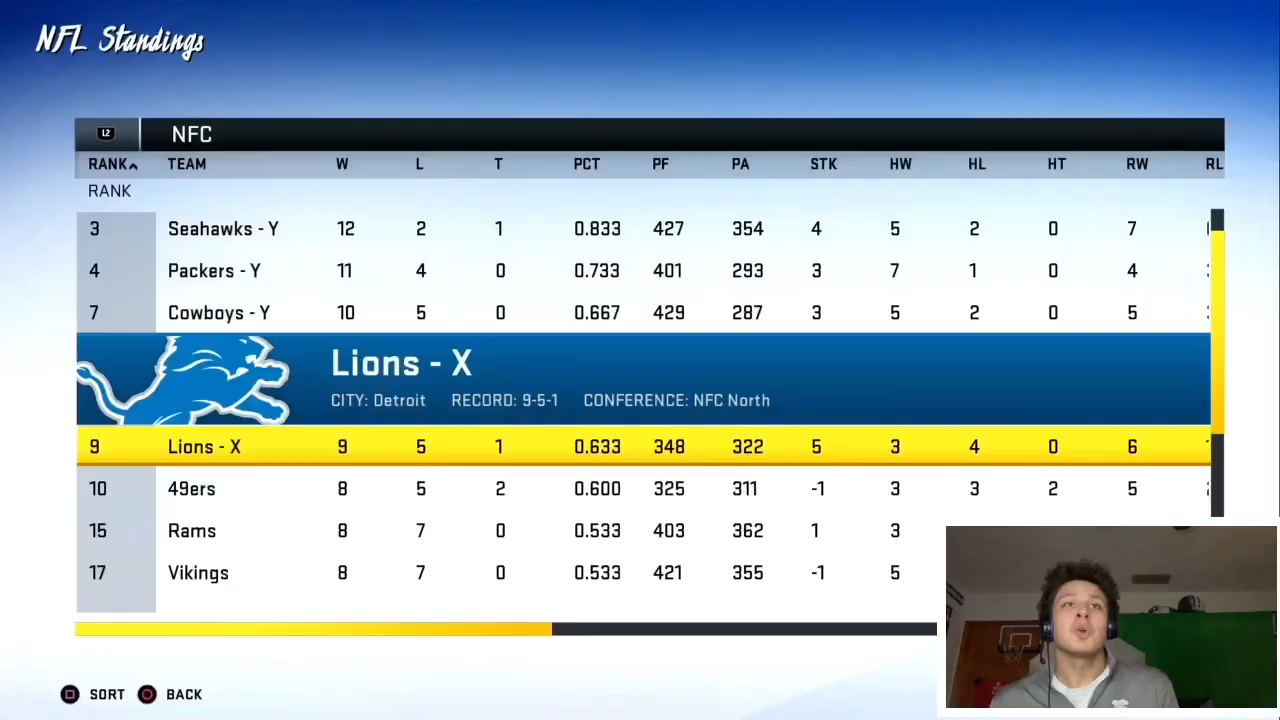 NFL Standings
L2 NFC
RANK TEAM W L T PCT PF PA STK HW HL HT RW RL
RANK
3 Seahawks - Y 12 2 1 0.833 427 354 4 5 2 0 7
4 Packers - Y 11 4 0 0.733 401 293 3 7 1 0 4
7 Cowboys - Y 10 5 0 0.667 429 287 3 5 2 0 5
Lions - X
CITY: Detroit RECORD: 9-5-1 CONFERENCE: NFC North
9 Lions - X 9 5 1 0.633 348 322 5 3 4 0 6
10 49ers 8 5 2 0.600 325 311 -1 3 3 2 5
15 Rams 8 7 0 0.533 403 362 1 3
17 Vikings 8 7 0 0.533 421 355 -1 5
SORT BACK